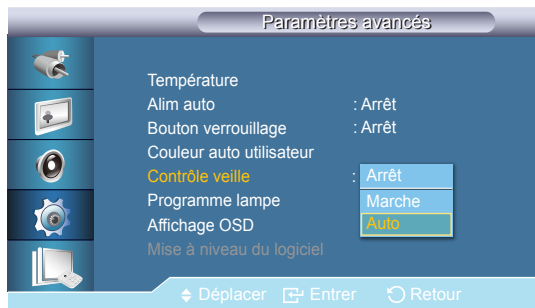 Paramètres avancés
Température
Alim auto : Arrêt
Bouton verrouillage : Arrêt
Couleur auto utilisateur
Contrôle veille : Arrêt
Programme lampe Marche
Affichage OSD Auto
Mise à niveau du logiciel
Déplacer Entrer Retour